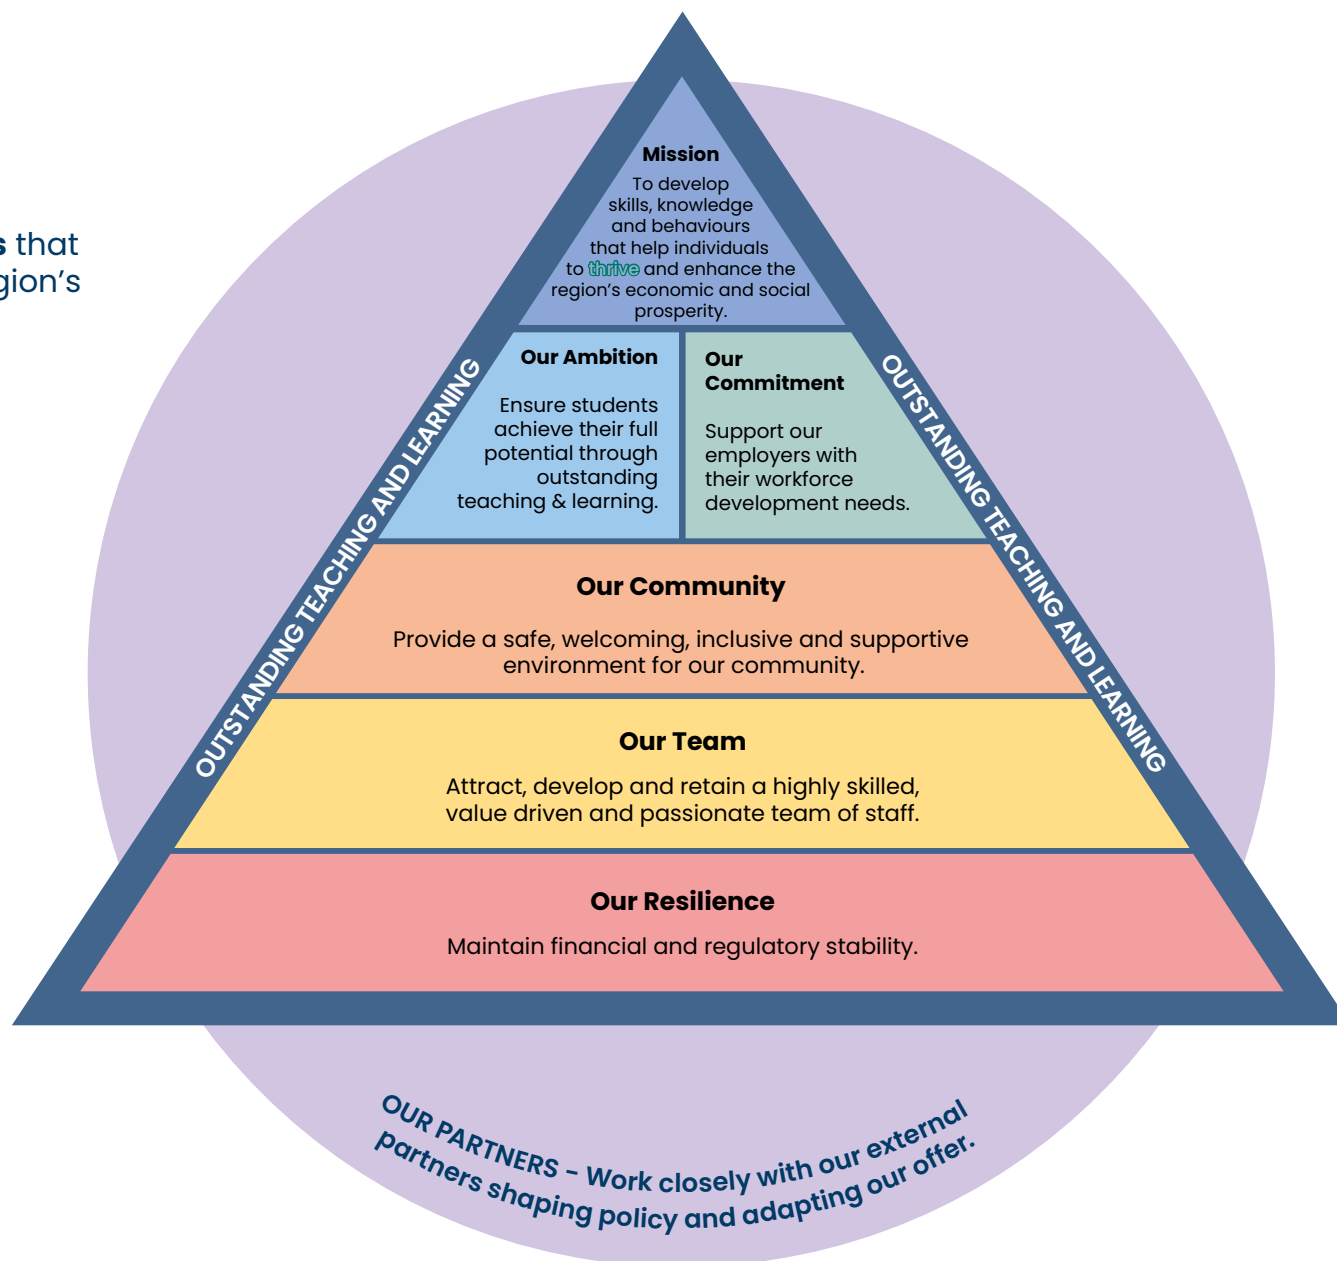 s that
gion's
Mission
To develop
skills, knowledge
and behaviours
that help individuals
to thrive and enhance the
region's economic and social
prosperity.
Our Ambition
Ensure students
achieve their full
potential through
outstanding
teaching & learning.
Our
Commitment
Support our
employers with
their workforce
development needs.
OUTSTANDING TEACHING AND LEARNING
OUTSTANDING TEACHING AND LEARNING
Our Community
Provide a safe, welcoming, inclusive and supportive
environment for our community.
Our Team
Attract, develop and retain a highly skilled,
value driven and passionate team of staff.
Our Resilience
Maintain financial and regulatory stability.
OUR PARTNERS - Work closely with our external
partners shaping policy and adapting our offer.